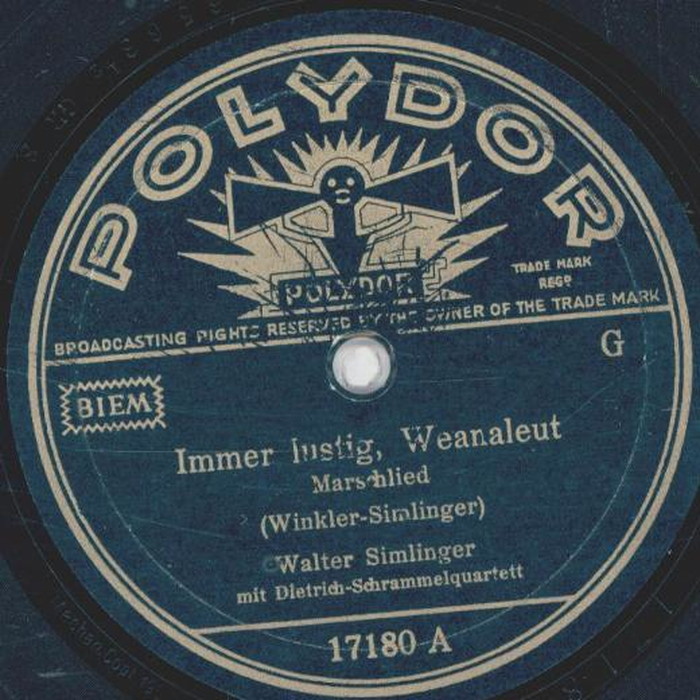 POLYDOR
POLYDOR
TRADE MARK
REGD
BROADCASTING RIGHTS RESERVED BY THE OWNER OF THE TRADE MARK
G
BIEM
Immer lustig, Weanaleut
Marschlied
(Winkler-Simlinger)
Walter Simlinger
mit Dietrich-Schrammelquartett
17180 A